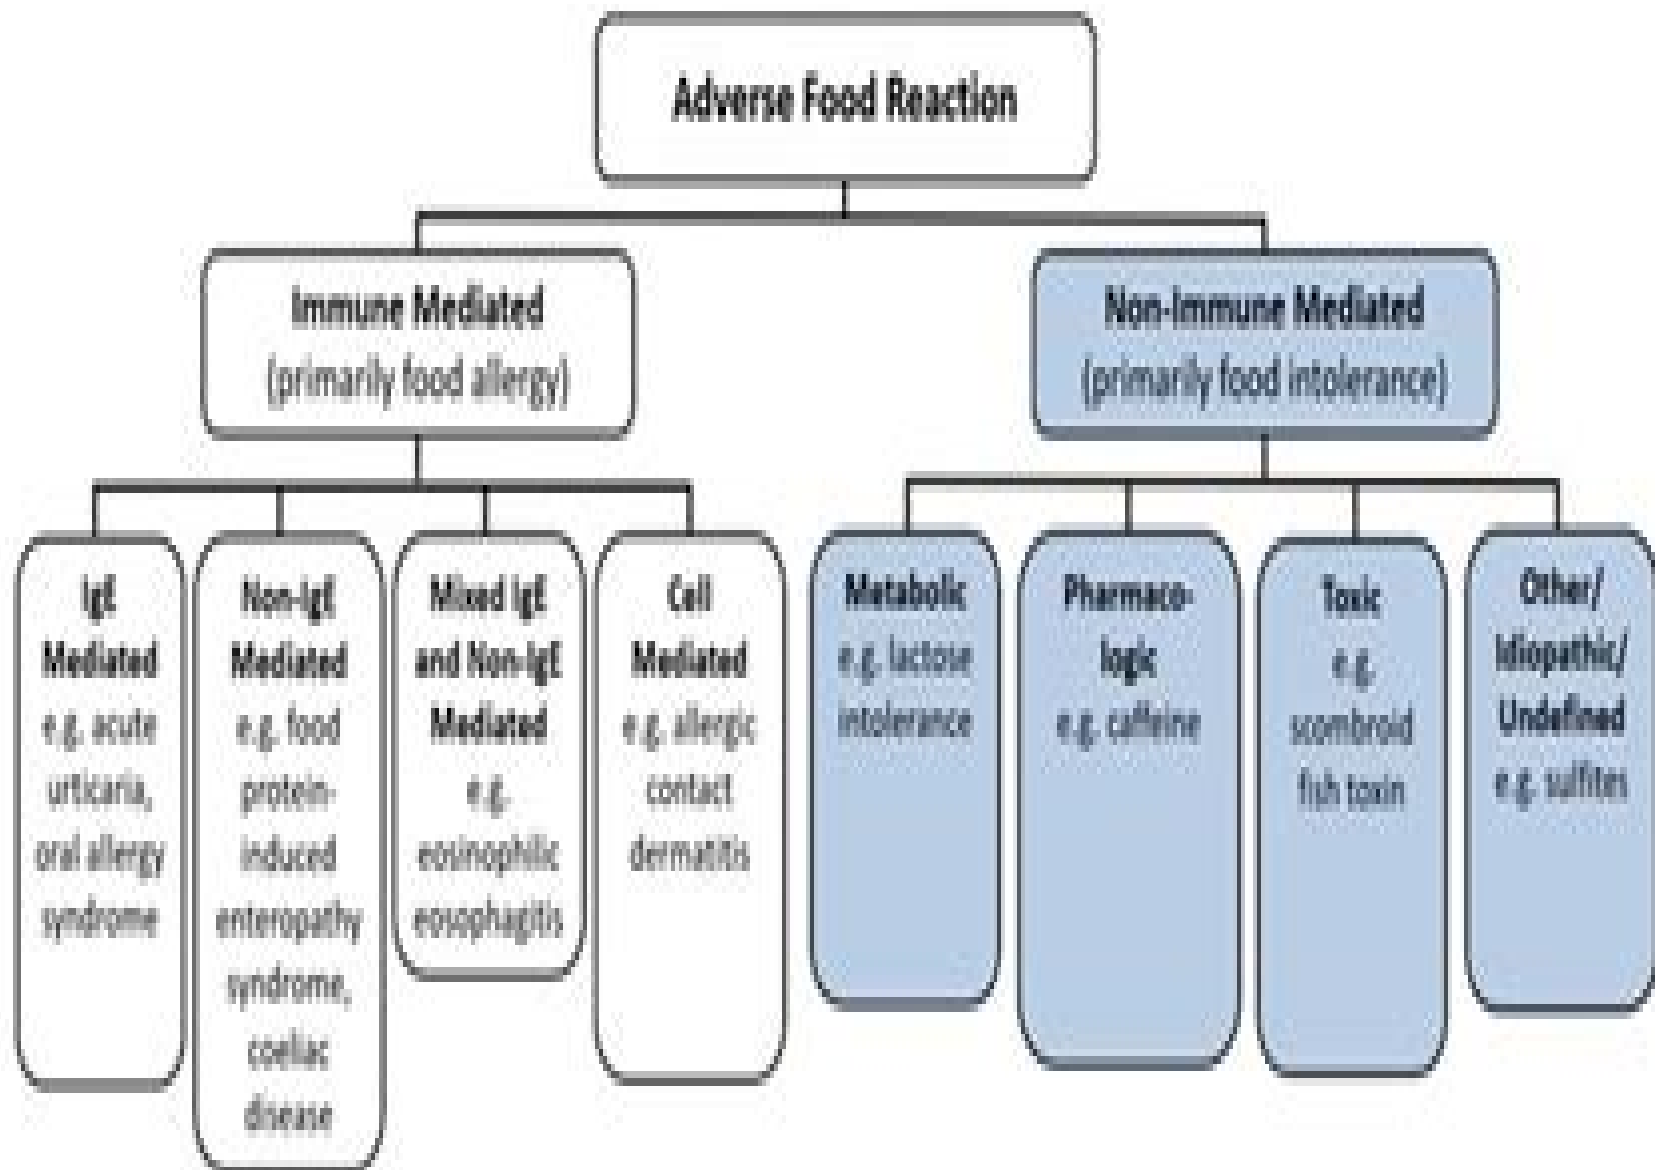 Adverse Food Reaction
Immune Mediated
(primarily food allergy)
Non-Immune Mediated
(primarily food intolerance)
IgE
Mediated
e.g. acute
urticaria,
oral allergy
syndrome
Non-IgE
Mediated
e.g. food
protein-
induced
enteropathy
syndrome,
coeliac
disease
Mixed IgE
and Non-IgE
Mediated
e.g.
eosinophilic
eosophagitis
Cell
Mediated
e.g. allergic
contact
dermatitis
Metabolic
e.g. lactose
intolerance
Pharmaco-
logic
e.g. caffeine
Toxic
e.g.
scombroid
fish toxin
Other/
Idiopathic/
Undefined
e.g. sulfites